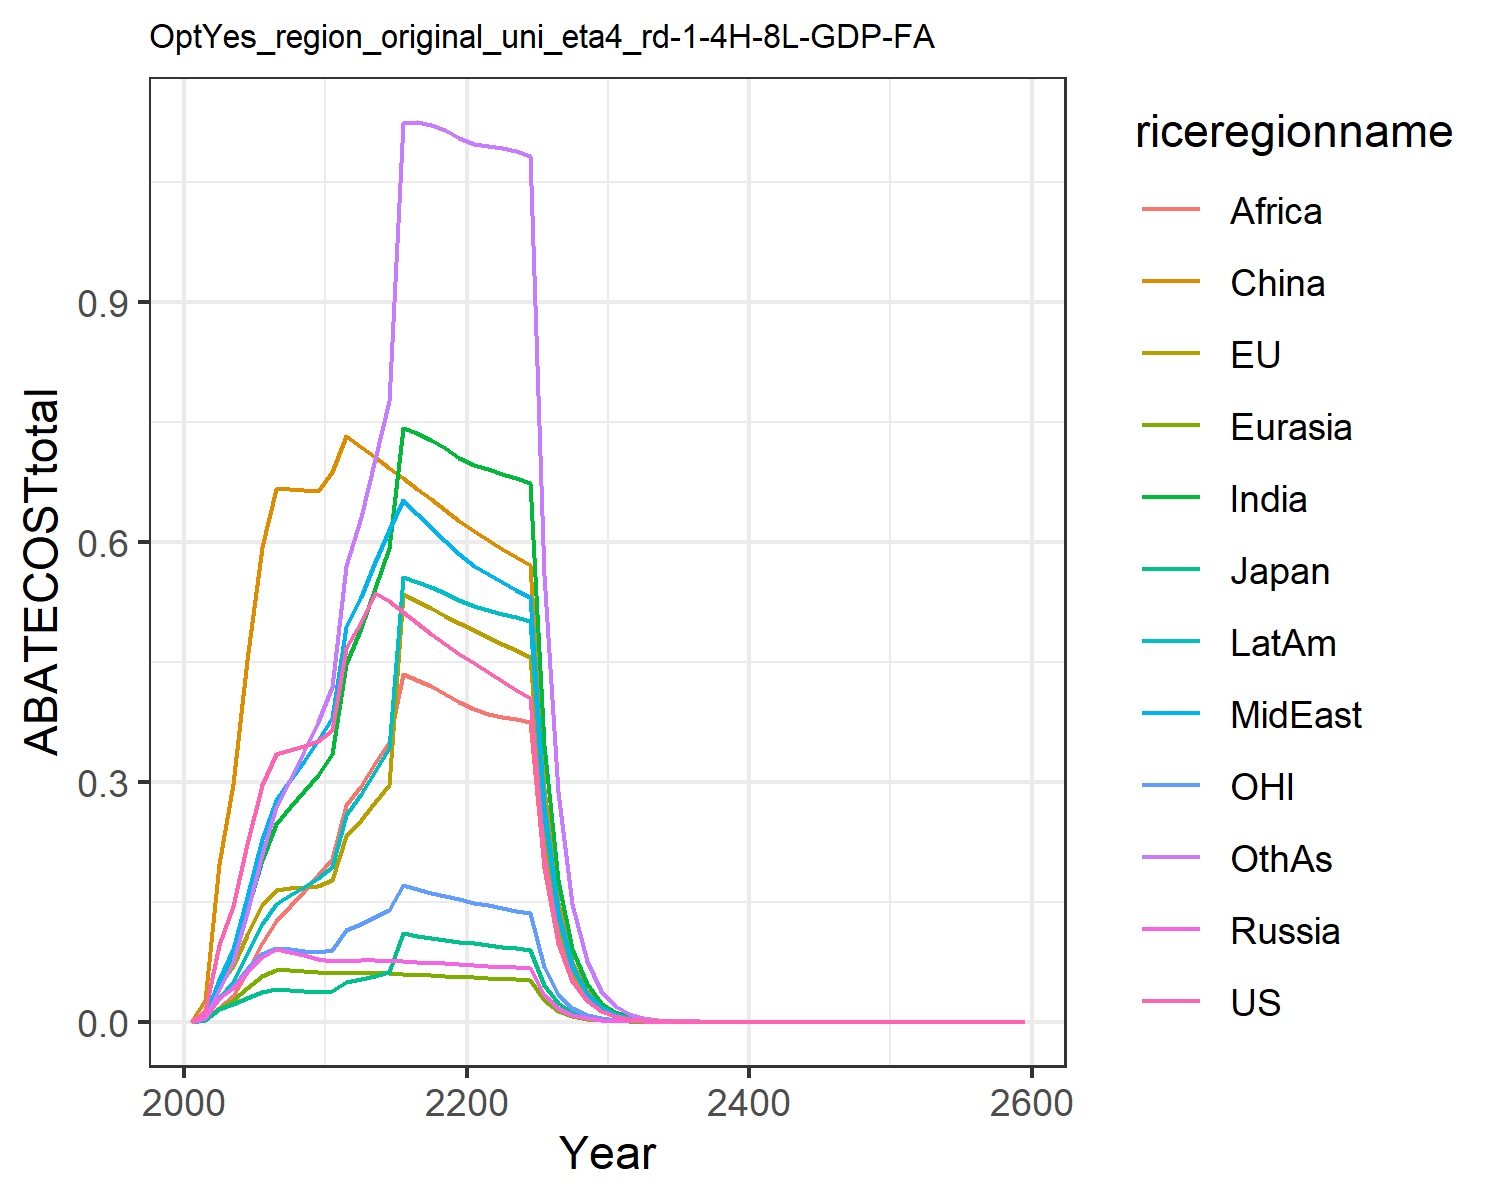 OptYes_region_original_uni_eta4_rd-1-4H-8L-GDP-FA
ABATECOSTtotal
0.9
0.6
0.3
0.0
2000
2200
2400
2600
Year
riceregionname
Africa
China
EU
Eurasia
India
Japan
LatAm
MidEast
OHI
OthAs
Russia
US